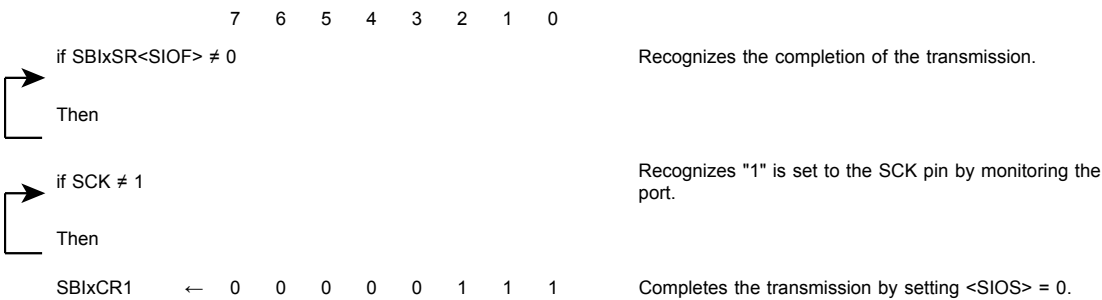 7 6 5 4 3 2 1 0
if SBIxSR<SIOF> ≠ 0 Recognizes the completion of the transmission.
Then
if SCK ≠ 1 Recognizes "1" is set to the SCK pin by monitoring the
port.
Then
SBIxCR1 ← 0 0 0 0 0 1 1 1 Completes the transmission by setting <SIOS> = 0.